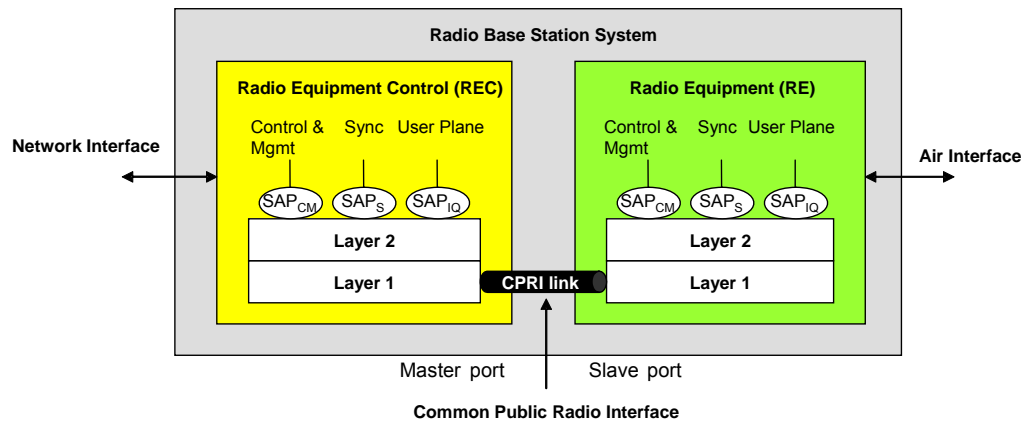 Radio Base Station System
Radio Equipment Control (REC)
Radio Equipment (RE)
Control & Mgmt
Sync
User Plane
Control & Mgmt
Sync
User Plane
Network Interface
Air Interface
SAPCM
SAPS
SAPIQ
SAPCM
SAPS
SAPIQ
Layer 2
Layer 2
Layer 1
CPRI link
Layer 1
Master port
Slave port
Common Public Radio Interface